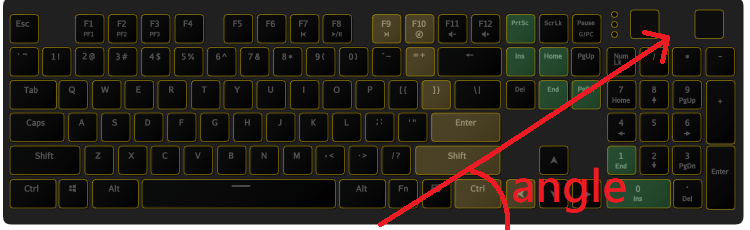 Esc F1 F2 F3 F4 F5 F6 F7 F8 F9 F10 F11 F12 PrtSc ScrLk Pause
PF1 PF2 PF3 G/PC
`~ 1! 2@ 3# 4$ 5% 6^ 7& 8* 9( 0) -_ =+ ← Ins Home PgUp Num Lk / * -
Tab Q W E R T Y U I O P [{ ]} \| Del End 7 8 9 +
Home PgUp
Caps A S D F G H J K L ;: '" Enter 4 5 6
Shift Z X C V B N M ,< .> /? Shift 1 2 3 Enter
End PgDn
Ctrl Alt Alt Fn Ctrl 0 .
Ins Del
angle